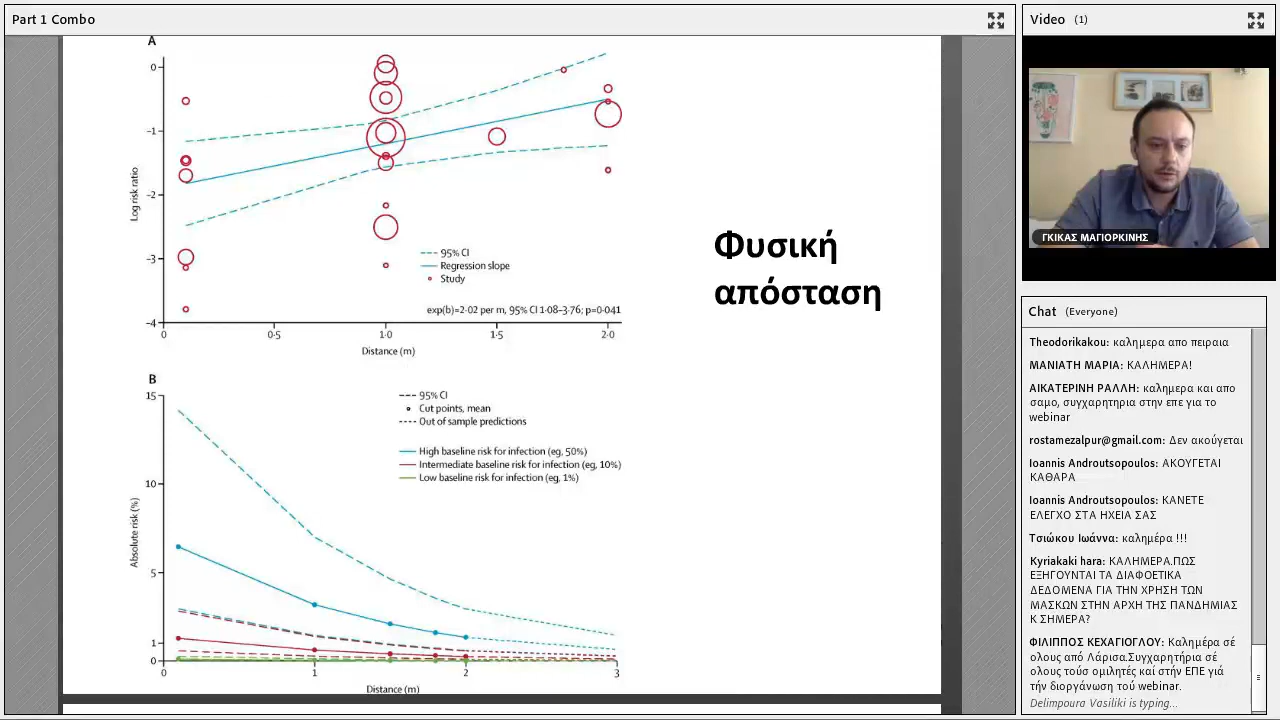 Part 1 Combo
A
0
−1
−2
−3
−4
Log risk ratio
95% CI
Regression slope
Study
exp(b)=2·02 per m, 95% CI 1·08–3·76; p=0·041
0
0·5
1·0
1·5
2·0
Distance (m)
B
15
10
5
1
0
Absolute risk (%)
95% CI
Cut points, mean
Out of sample predictions
High baseline risk for infection (eg, 50%)
Intermediate baseline risk for infection (eg, 10%)
Low baseline risk for infection (eg, 1%)
0
1
2
3
Distance (m)
Φυσική
απόσταση
Video (1)
ΓΚΙΚΑΣ ΜΑΓΙΟΡΚΙΝΗΣ
Chat (Everyone)
Theodorikakou: καλημερα απο πειραια
ΜΑΝΙΑΤΗ ΜΑΡΙΑ: ΚΑΛΗΜΕΡΑ!
ΑΙΚΑΤΕΡΙΝΗ ΡΑΛΛΗ: καλημερα και απο
σαμο, συγχαρητηρια στην επε για το
webinar
rostamezalpur@gmail.com: Δεν ακούγεται
Ioannis Androutsopoulos: ΑΚΟΥΓΕΤΑΙ
ΚΑΘΑΡΑ
Ioannis Androutsopoulos: ΚΑΝΕΤΕ
ΕΛΕΓΧΟ ΣΤΑ ΗΧΕΙΑ ΣΑΣ
Τσιώκου Ιωάννα: καλημέρα !!!
Kyriakaki hara: ΚΑΛΗΜΕΡΑ.ΠΩΣ
ΕΞΗΓΟΥΝΤΑΙ ΤΑ ΔΙΑΦΟΕΤΙΚΑ
ΔΕΔΟΜΕΝΑ ΓΙΑ ΤΗΝ ΧΡΗΣΗ ΤΩΝ
ΜΑΣΚΩΝ ΣΤΗΝ ΑΡΧΗ ΤΗΣ ΠΑΝΔΗΜΙΑΣ
Κ ΣΗΜΕΡΑ?
ΦΙΛΙΠΠΟΣ ΚΕΧΑΓΙΟΓΛΟΥ: Καλημέρα σέ
ολους από Λάρισα.Συγχαρητήρια σέ
ολους τούσ ομιλητές καί στήν ΕΠΕ γιά
τήν διοργάνωση τού webinar.
Delimpoura Vasiliki is typing...